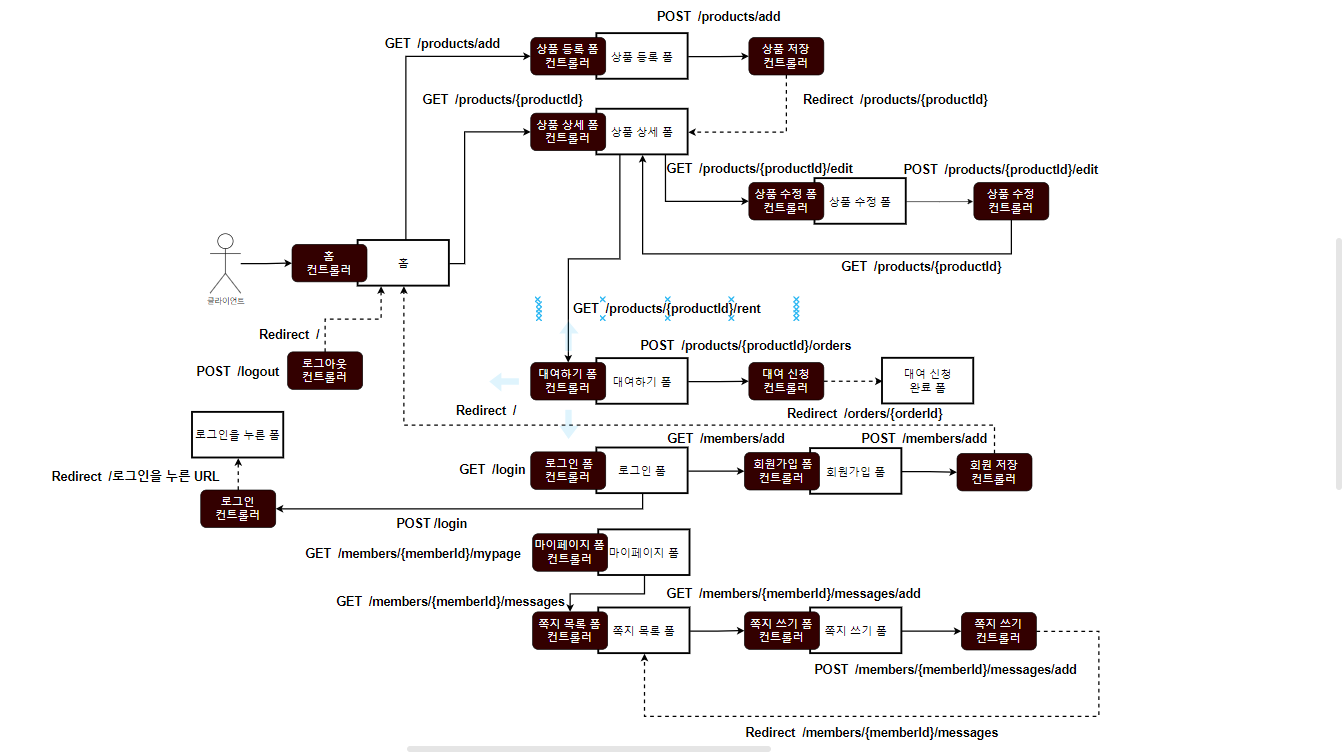 POST /products/add
GET /products/add
상품 등록 폼
컨트롤러
상품 등록 폼
상품 저장
컨트롤러
GET /products/{productId}
Redirect /products/{productId}
상품 상세 폼
컨트롤러
상품 상세 폼
GET /products/{productId}/edit
POST /products/{productId}/edit
상품 수정 폼
컨트롤러
상품 수정 폼
상품 수정
컨트롤러
홈
컨트롤러
홈
GET /products/{productId}
클라이언트
GET /products/{productId}/rent
Redirect /
POST /products/{productId}/orders
POST /logout
로그아웃
컨트롤러
대여하기 폼
컨트롤러
대여하기 폼
대여 신청
컨트롤러
대여 신청
완료 폼
Redirect /
Redirect /orders/{orderId}
로그인을 누른 폼
GET /members/add
POST /members/add
GET /login
로그인 폼
컨트롤러
로그인 폼
회원가입 폼
컨트롤러
회원가입 폼
회원 저장
컨트롤러
Redirect /로그인을 누른 URL
로그인
컨트롤러
POST /login
GET /members/{memberId}/mypage
마이페이지 폼
컨트롤러
마이페이지 폼
GET /members/{memberId}/messages
GET /members/{memberId}/messages/add
쪽지 목록 폼
컨트롤러
쪽지 목록 폼
쪽지 쓰기 폼
컨트롤러
쪽지 쓰기 폼
쪽지 쓰기
컨트롤러
POST /members/{memberId}/messages/add
Redirect /members/{memberId}/messages